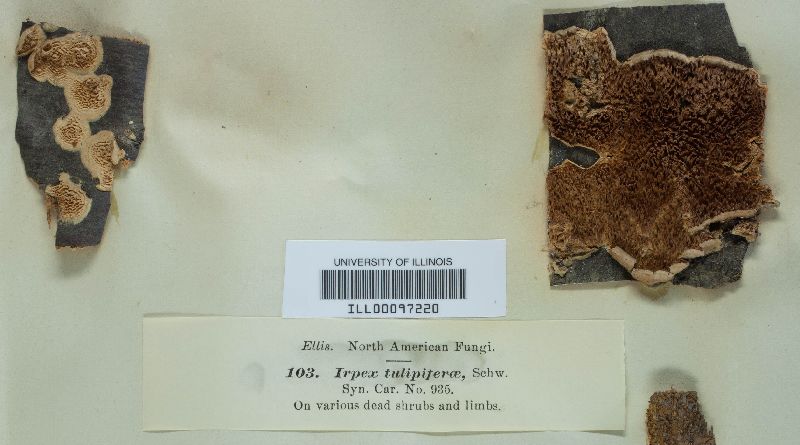 UNIVERSITY OF ILLINOIS
ILL00097220
Ellis. North American Fungi.
103. Irpex tulipiferæ, Schw.
Syn. Car. No. 935.
On various dead shrubs and limbs.